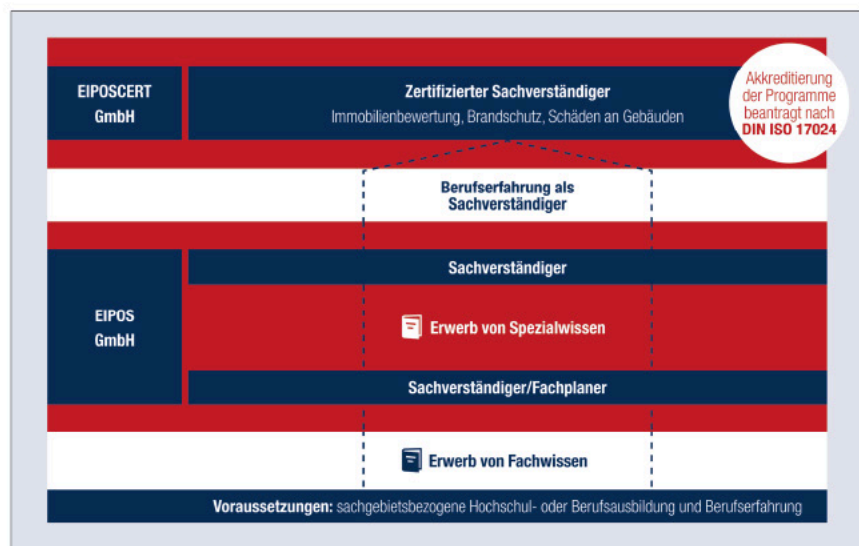 EIPOSCERT
GmbH
Zertifizierter Sachverständiger
Immobilienbewertung, Brandschutz, Schäden an Gebäuden
Akkreditierung
der Programme
beantragt nach
DIN ISO 17024
Berufserfahrung als
Sachverständiger
EIPOS
GmbH
Sachverständiger
Erwerb von Spezialwissen
Sachverständiger/Fachplaner
Erwerb von Fachwissen
Voraussetzungen: sachgebietsbezogene Hochschul- oder Berufsausbildung und Berufserfahrung